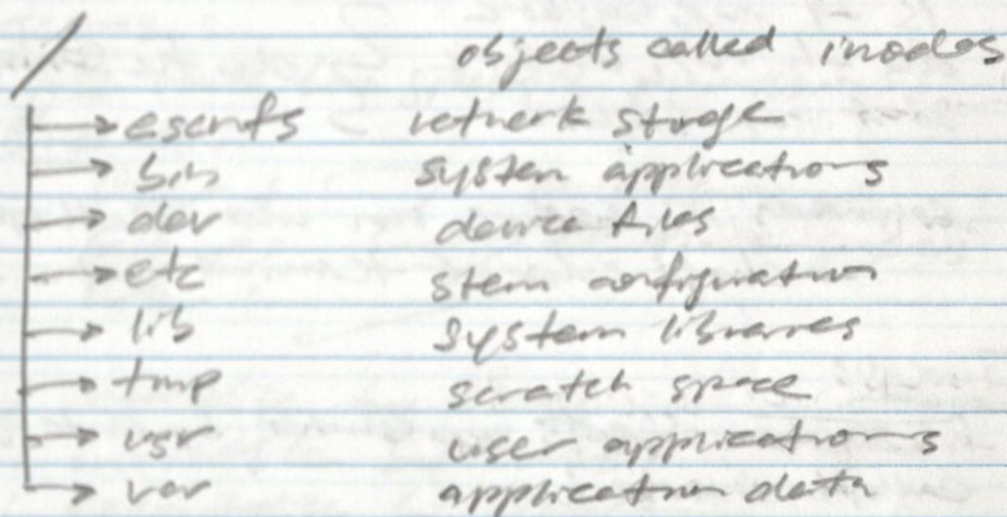 / objects called inodes
→ cscnfs network storage
→ bin system applications
→ dev device files
→ etc stem configuration
→ lib system libraries
→ tmp scratch space
→ usr user applications
→ var application data